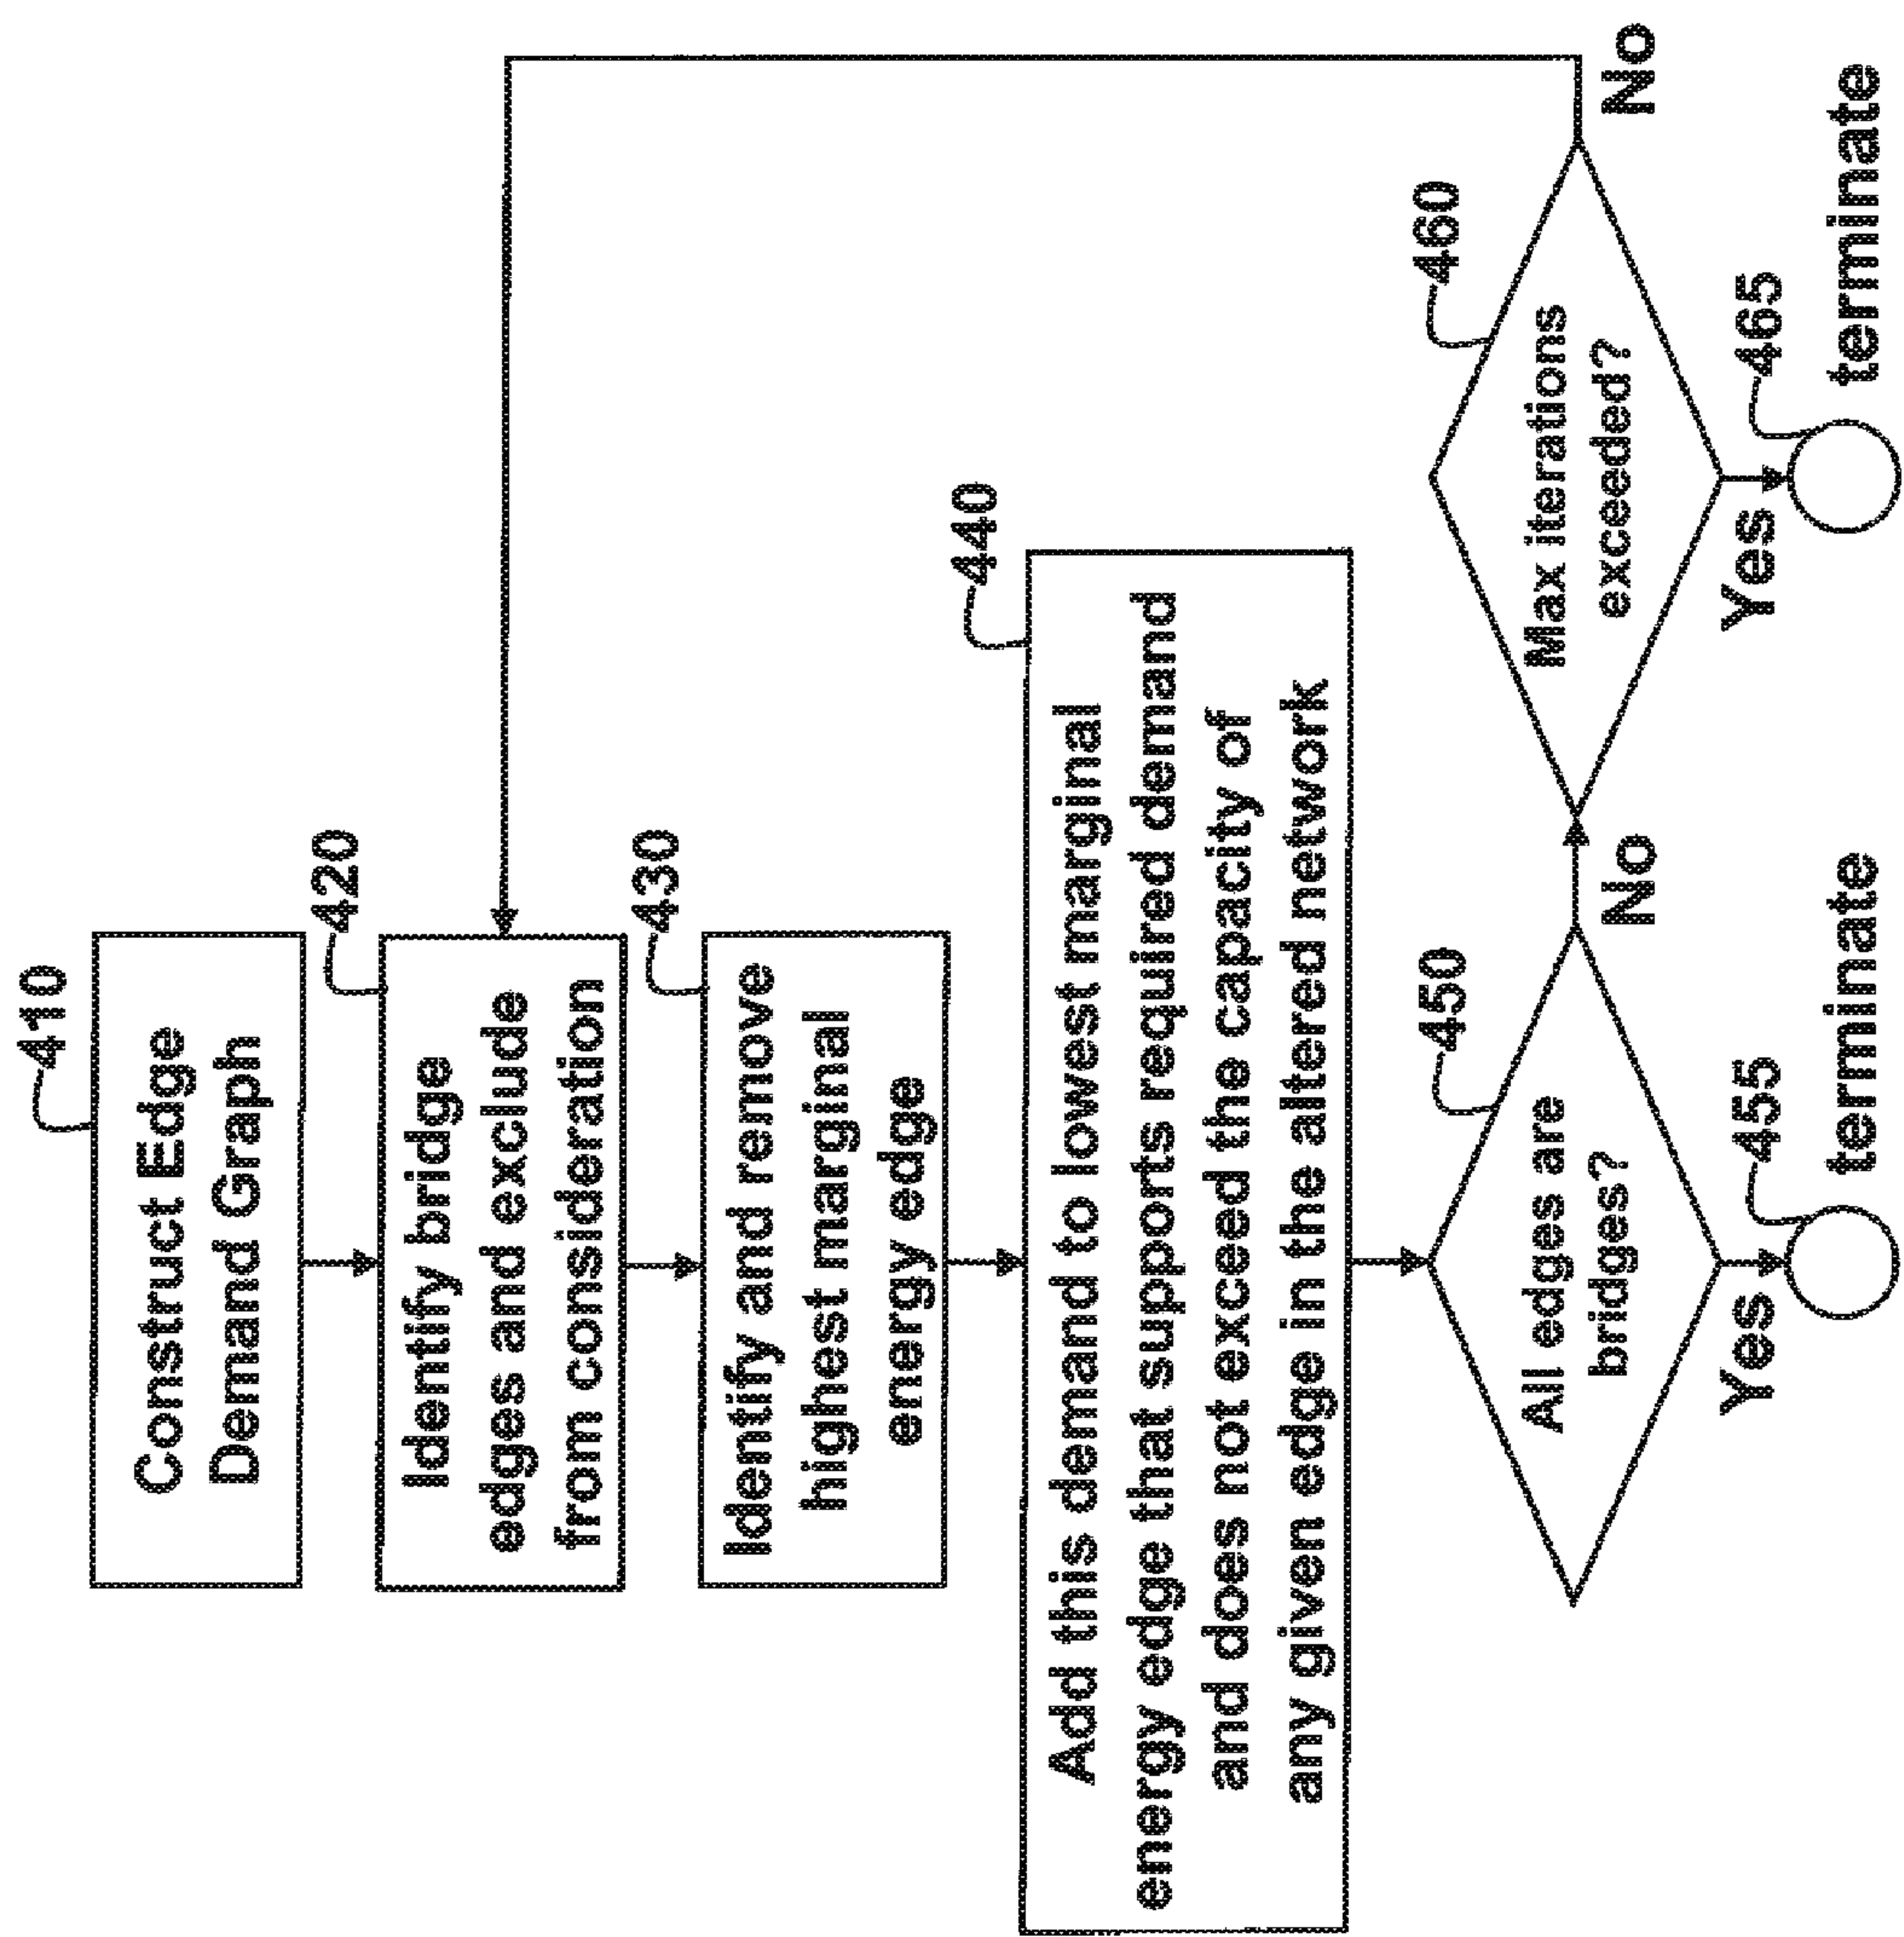 410
Construct Edge
Demand Graph
420
Identify bridge
edges and exclude
from consideration
430
Identify and remove
highest marginal
energy edge
440
Add this demand to lowest marginal
energy edge that supports required demand
and does not exceed the capacity of
any given edge in the altered network
450
All edges are
bridges?
No
Yes
455
terminate
460
Max iterations
exceeded?
No
Yes
465
terminate